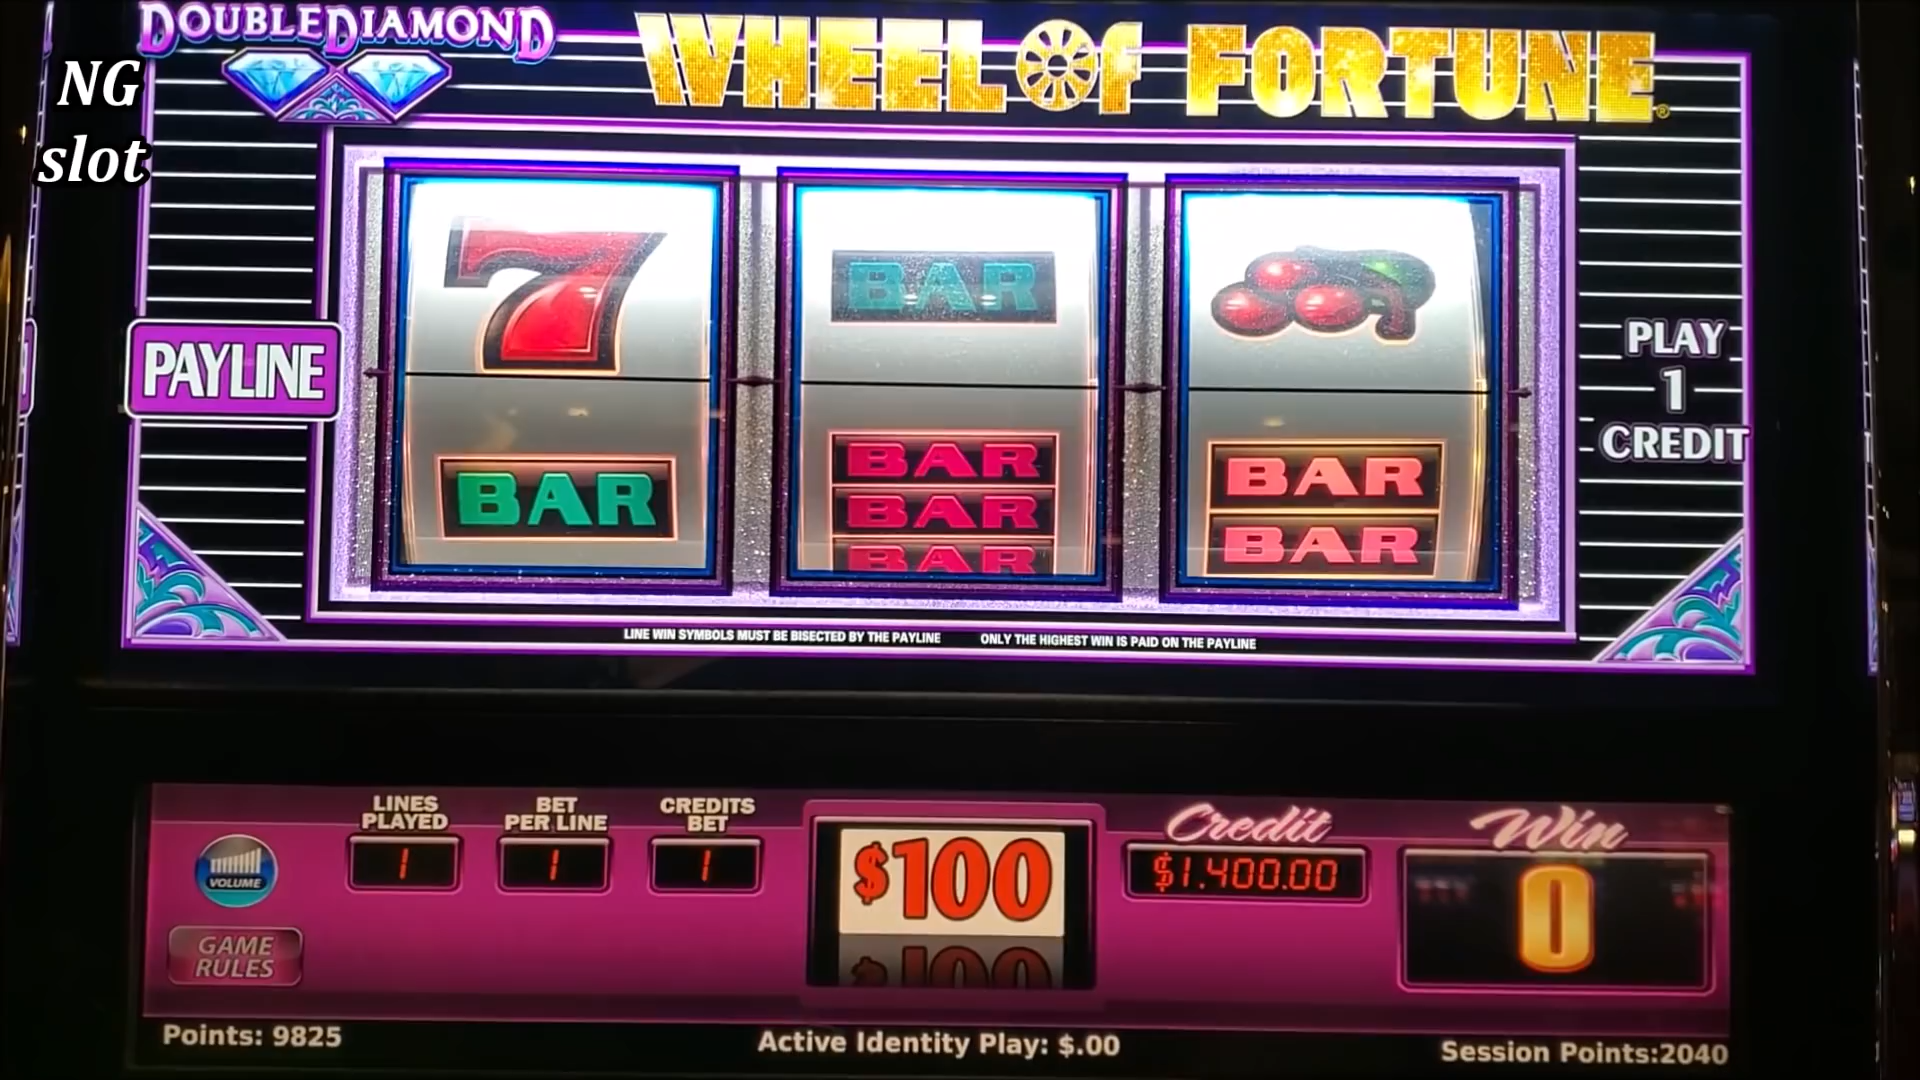 DOUBLE DIAMOND
WHEEL OF FORTUNE®
NG
slot
7
BAR
BAR
BAR
BAR
BAR
BAR
BAR
PAYLINE
PLAY
1
CREDIT
LINE WIN SYMBOLS MUST BE BISECTED BY THE PAYLINE
ONLY THE HIGHEST WIN IS PAID ON THE PAYLINE
VOLUME
GAME
RULES
LINES
PLAYED
1
BET
PER LINE
1
CREDITS
BET
1
$100
Credit
$1,400.00
Win
0
Points: 9825
Active Identity Play: $.00
Session Points:2040